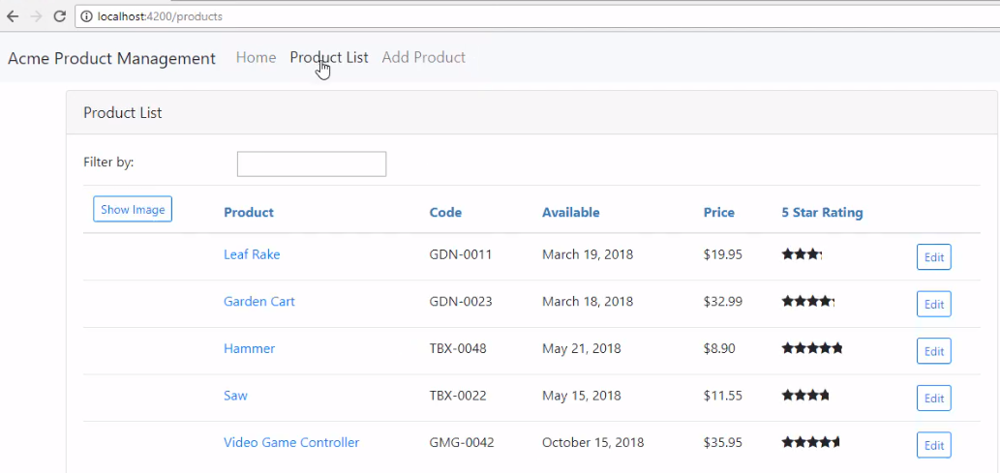 localhost:4200/products
Acme Product Management Home Product List Add Product
Product List
Filter by:
Show Image Product Code Available Price 5 Star Rating
Leaf Rake GDN-0011 March 19, 2018 $19.95 Edit
Garden Cart GDN-0023 March 18, 2018 $32.99 Edit
Hammer TBX-0048 May 21, 2018 $8.90 Edit
Saw TBX-0022 May 15, 2018 $11.55 Edit
Video Game Controller GMG-0042 October 15, 2018 $35.95 Edit